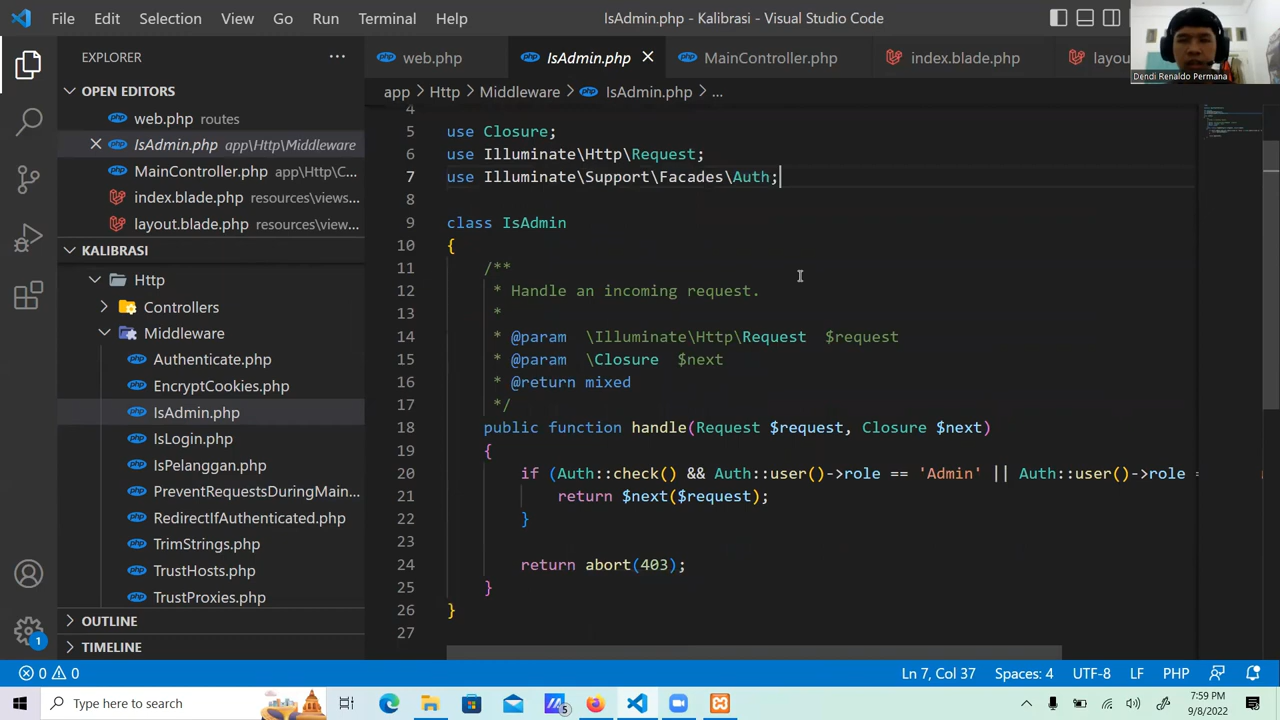 File Edit Selection View Go Run Terminal Help IsAdmin.php - Kalibrasi - Visual Studio Code
Dendi Renaldo Permana
EXPLORER
web.php IsAdmin.php MainController.php index.blade.php
app > Http > Middleware > IsAdmin.php > ...
OPEN EDITORS
web.php routes
IsAdmin.php app\Http\Middleware
MainController.php app\Http\Controllers
index.blade.php resources\views...
layout.blade.php resources\view...
KALIBRASI
Http
Controllers
Middleware
Authenticate.php
EncryptCookies.php
IsAdmin.php
IsLogin.php
IsPelanggan.php
PreventRequestsDuringMain...
RedirectIfAuthenticated.php
TrimStrings.php
TrustHosts.php
TrustProxies.php
OUTLINE
TIMELINE
4
5 use Closure;
6 use Illuminate\Http\Request;
7 use Illuminate\Support\Facades\Auth;
8
9 class IsAdmin
10 {
11 /**
12 * Handle an incoming request.
13 *
14 * @param \Illuminate\Http\Request $request
15 * @param \Closure $next
16 * @return mixed
17 */
18 public function handle(Request $request, Closure $next)
19 {
20 if (Auth::check() && Auth::user()->role == 'Admin' || Auth::user()->role =
21 return $next($request);
22 }
23
24 return abort(403);
25 }
26 }
27
0 0 Ln 7, Col 37 Spaces: 4 UTF-8 LF PHP
Type here to search 5 7:59 PM
9/8/2022
1